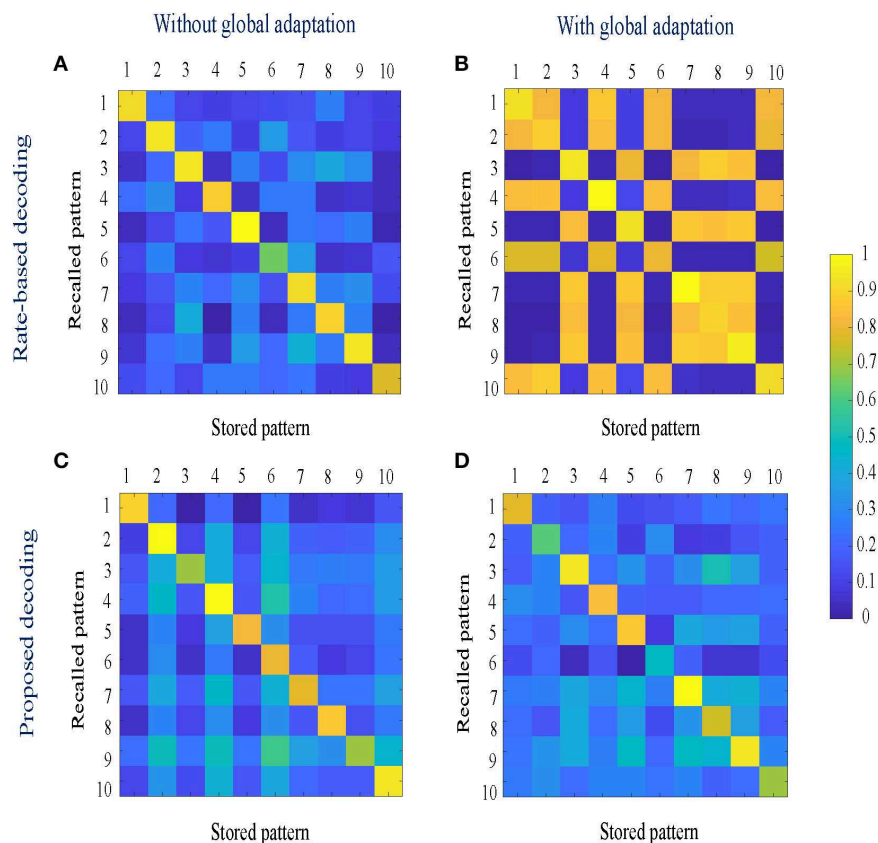 Without global adaptation
With global adaptation
A
B
1 2 3 4 5 6 7 8 9 10
1 2 3 4 5 6 7 8 9 10
Rate-based decoding
Recalled pattern
1
2
3
4
5
6
7
8
9
10
Recalled pattern
1
2
3
4
5
6
7
8
9
10
Stored pattern
Stored pattern
C
D
1 2 3 4 5 6 7 8 9 10
1 2 3 4 5 6 7 8 9 10
Proposed decoding
Recalled pattern
1
2
3
4
5
6
7
8
9
10
Recalled pattern
1
2
3
4
5
6
7
8
9
10
Stored pattern
Stored pattern
1
0.9
0.8
0.7
0.6
0.5
0.4
0.3
0.2
0.1
0